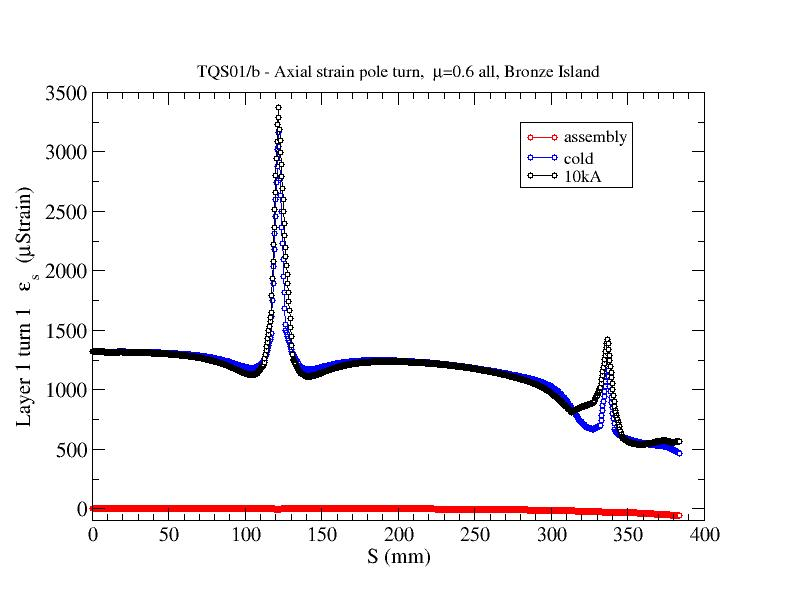 TQS01/b - Axial strain pole turn, μ=0.6 all, Bronze Island
3500
3000
2500
2000
1500
1000
500
0
Layer 1 turn 1 εs (μStrain)
assembly
cold
10kA
0 50 100 150 200 250 300 350 400
S (mm)